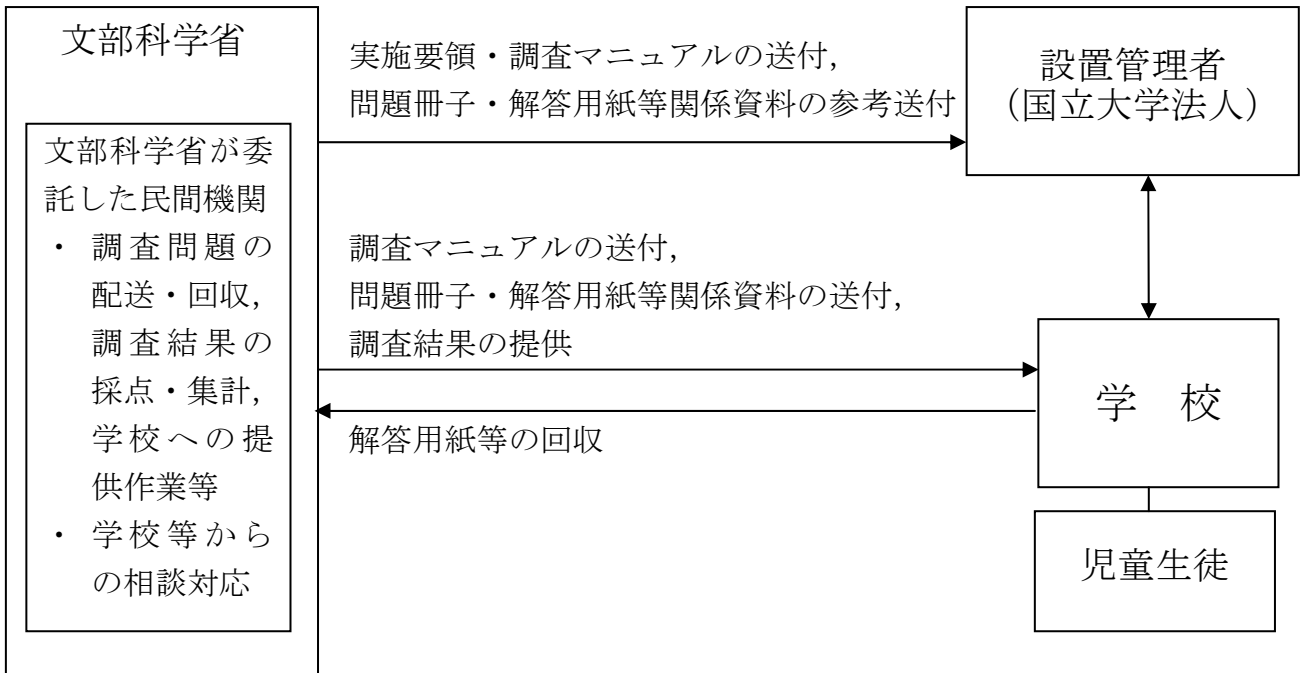 文部科学省
文部科学省が委
託した民間機関
・ 調査問題の
配送・回収,
調査結果の
採点・集計,
学校への提
供作業等
・ 学校等から
の相談対応
実施要領・調査マニュアルの送付,
問題冊子・解答用紙等関係資料の参考送付
調査マニュアルの送付,
問題冊子・解答用紙等関係資料の送付,
調査結果の提供
解答用紙等の回収
設置管理者
（国立大学法人）
学 校
児童生徒